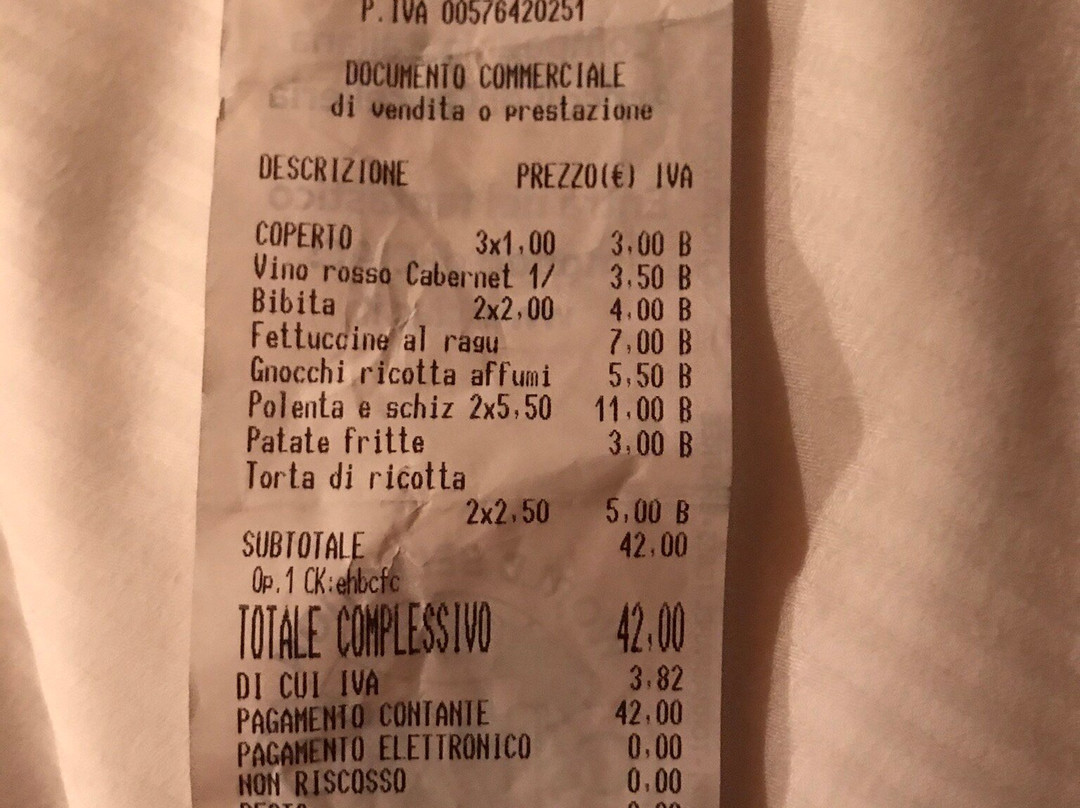 P.IVA 00576420251
DOCUMENTO COMMERCIALE
di vendita o prestazione
DESCRIZIONE PREZZO(€) IVA
COPERTO 3x1,00 3,00 B
Vino rosso Cabernet 1/ 3,50 B
Bibita 2x2,00 4,00 B
Fettuccine al ragu 7,00 B
Gnocchi ricotta affumi 5,50 B
Polenta e schiz 2x5,50 11,00 B
Patate fritte 3,00 B
Torta di ricotta
2x2,50 5,00 B
SUBTOTALE 42,00
Op.1 CK:ehbcfc
TOTALE COMPLESSIVO 42,00
DI CUI IVA 3,82
PAGAMENTO CONTANTE 42,00
PAGAMENTO ELETTRONICO 0,00
NON RISCOSSO 0,00